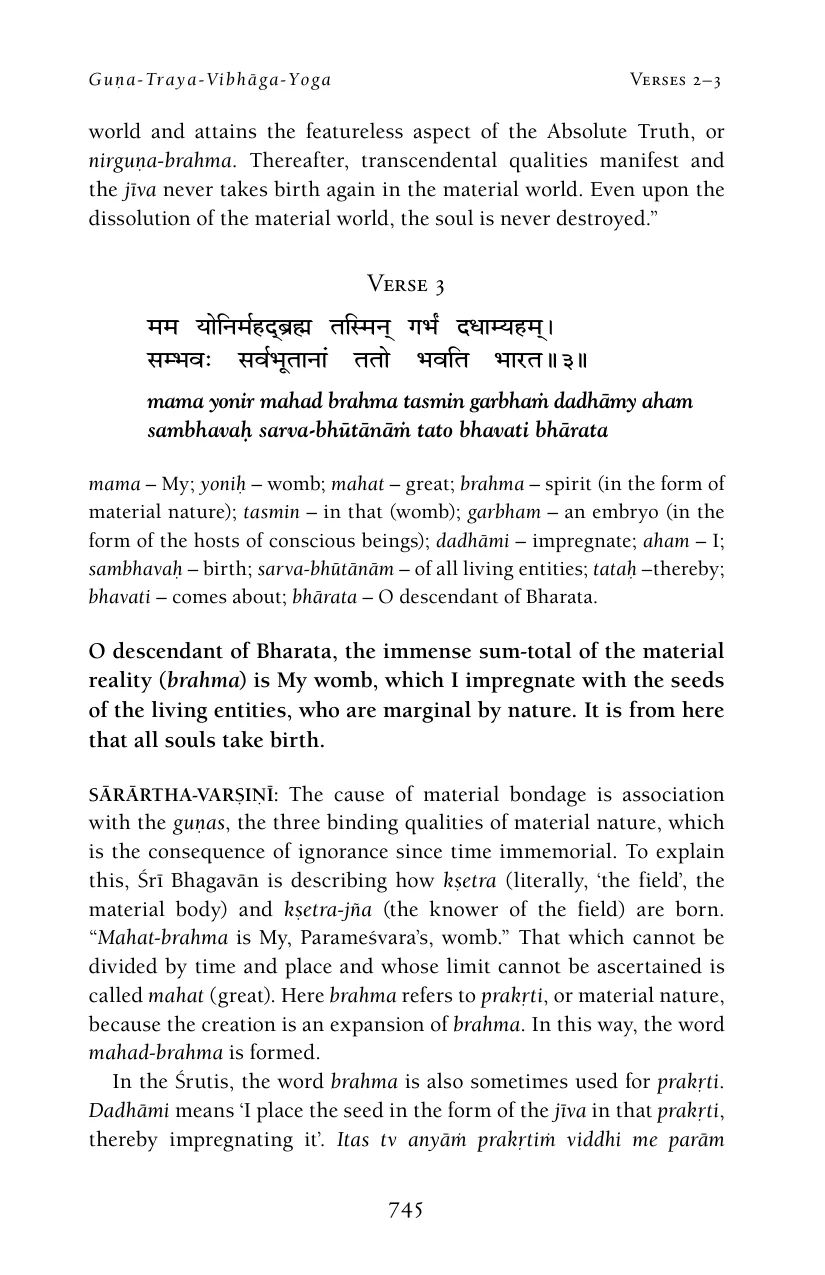 Guṇa-Traya-Vibhāga-Yoga Verses 2–3
world and attains the featureless aspect of the Absolute Truth, or
nirguṇa-brahma. Thereafter, transcendental qualities manifest and
the jīva never takes birth again in the material world. Even upon the
dissolution of the material world, the soul is never destroyed.”
Verse 3
मम योनिर्महद्ब्रह्म तस्मिन् गर्भं दधाम्यहम्।
सम्भवः सर्वभूतानां ततो भवति भारत॥३॥
mama yonir mahad brahma tasmin garbhaṁ dadhāmy aham
sambhavaḥ sarva-bhūtānāṁ tato bhavati bhārata
mama – My; yoniḥ – womb; mahat – great; brahma – spirit (in the form of
material nature); tasmin – in that (womb); garbham – an embryo (in the
form of the hosts of conscious beings); dadhāmi – impregnate; aham – I;
sambhavaḥ – birth; sarva-bhūtānām – of all living entities; tataḥ –thereby;
bhavati – comes about; bhārata – O descendant of Bharata.
O descendant of Bharata, the immense sum-total of the material
reality (brahma) is My womb, which I impregnate with the seeds
of the living entities, who are marginal by nature. It is from here
that all souls take birth.
SĀRĀRTHA-VARṢIṆĪ: The cause of material bondage is association
with the guṇas, the three binding qualities of material nature, which
is the consequence of ignorance since time immemorial. To explain
this, Śrī Bhagavān is describing how kṣetra (literally, ‘the field’, the
material body) and kṣetra-jña (the knower of the field) are born.
“Mahat-brahma is My, Parameśvara’s, womb.” That which cannot be
divided by time and place and whose limit cannot be ascertained is
called mahat (great). Here brahma refers to prakṛti, or material nature,
because the creation is an expansion of brahma. In this way, the word
mahad-brahma is formed.
In the Śrutis, the word brahma is also sometimes used for prakṛti.
Dadhāmi means ‘I place the seed in the form of the jīva in that prakṛti,
thereby impregnating it’. Itas tv anyāṁ prakṛtiṁ viddhi me parām
745